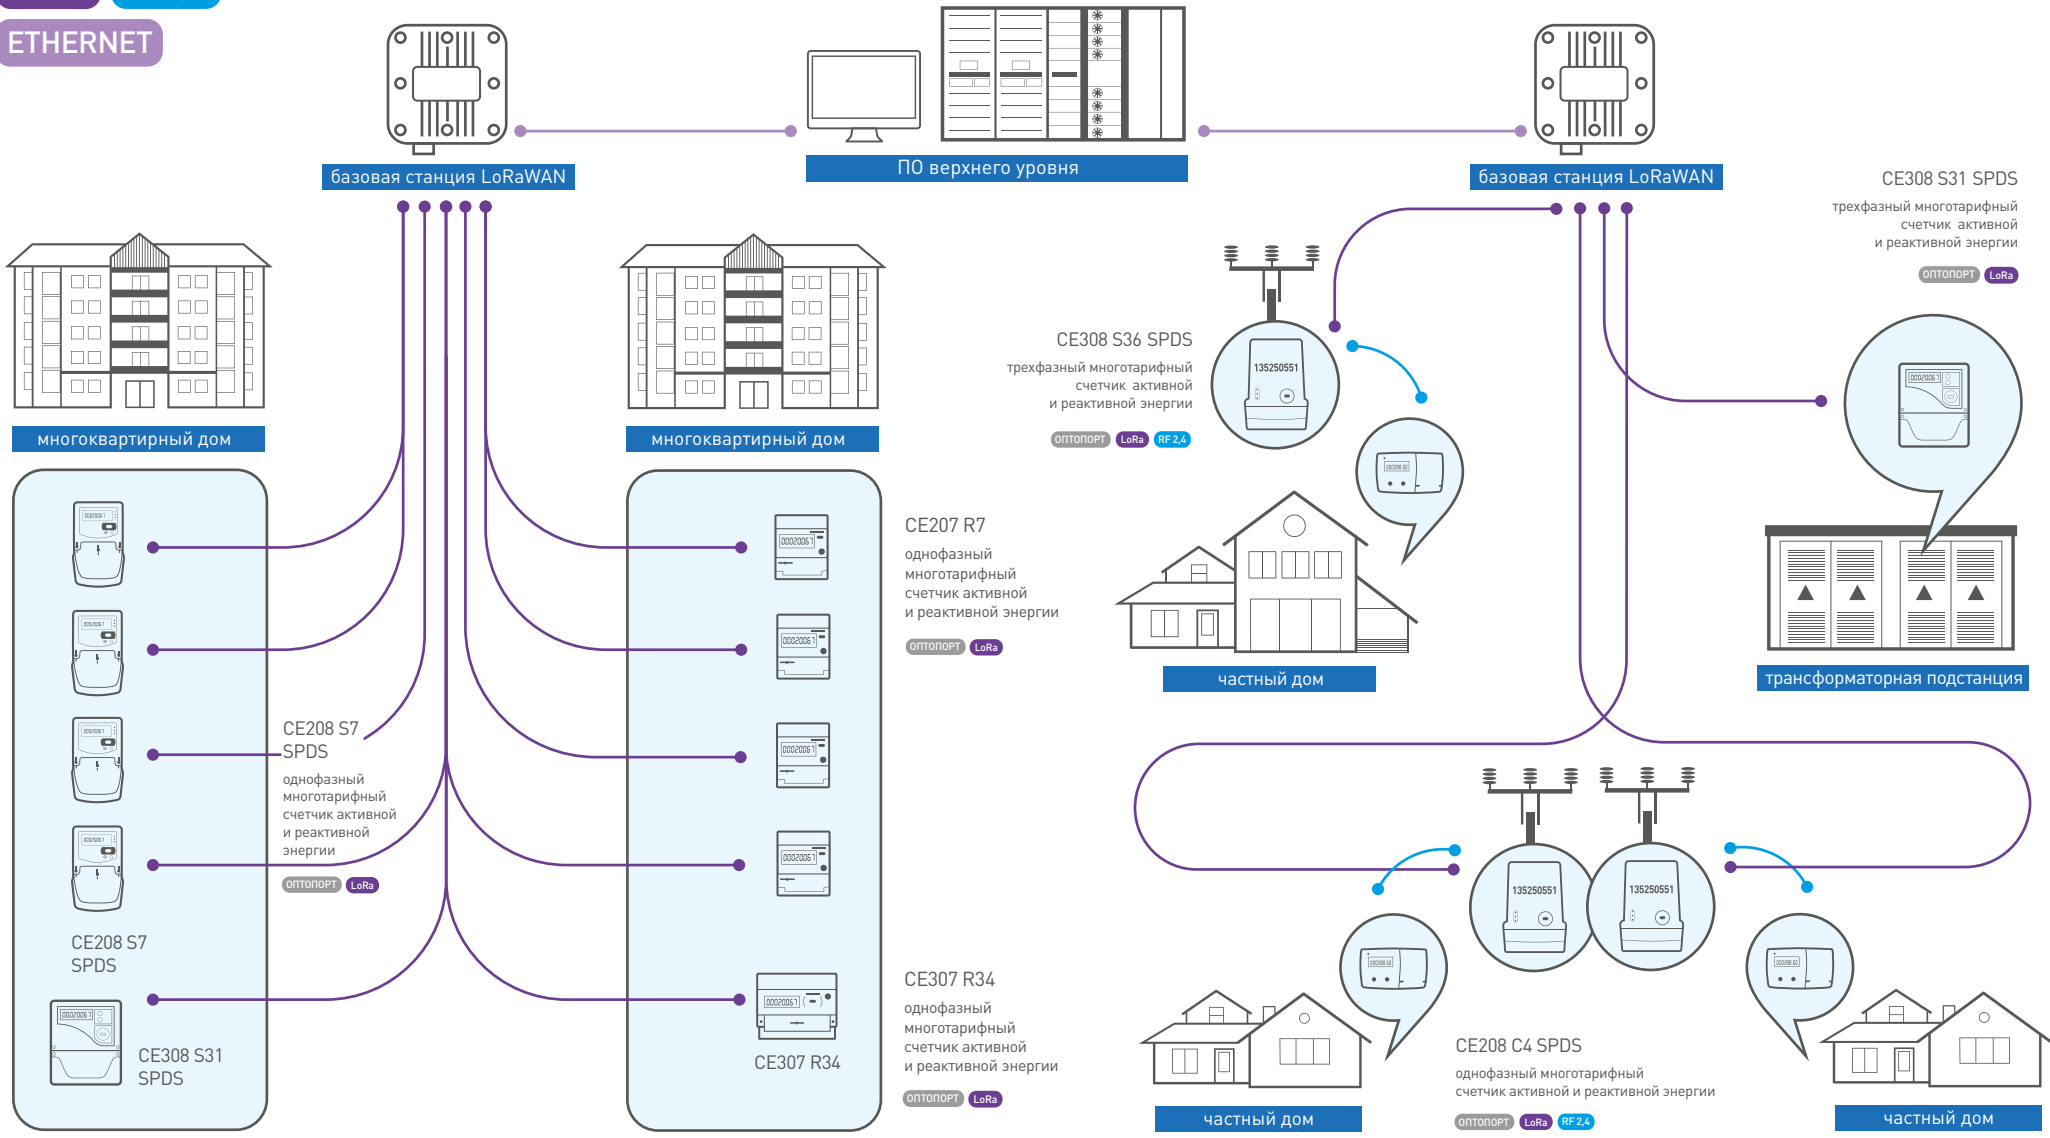 ETHERNET
базовая станция LoRaWAN
ПО верхнего уровня
базовая станция LoRaWAN
CE308 S31 SPDS
трехфазный многотарифный
счетчик активной
и реактивной энергии
ОПТОПОРТ LoRa
CE308 S36 SPDS
трехфазный многотарифный
счетчик активной
и реактивной энергии
ОПТОПОРТ LoRa RF 2,4
135250551
многоквартирный дом
многоквартирный дом
CE207 R7
однофазный
многотарифный
счетчик активной
и реактивной энергии
ОПТОПОРТ LoRa
частный дом
трансформаторная подстанция
CE208 S7
SPDS
однофазный
многотарифный
счетчик активной
и реактивной
энергии
ОПТОПОРТ LoRa
CE208 S7
SPDS
CE308 S31
SPDS
00020067
00020067
00020067
00020067
00020067
CE307 R34
CE307 R34
однофазный
многотарифный
счетчик активной
и реактивной энергии
ОПТОПОРТ LoRa
135250551
135250551
CE208 C4 SPDS
однофазный многотарифный
счетчик активной и реактивной энергии
ОПТОПОРТ LoRa RF 2,4
частный дом
частный дом